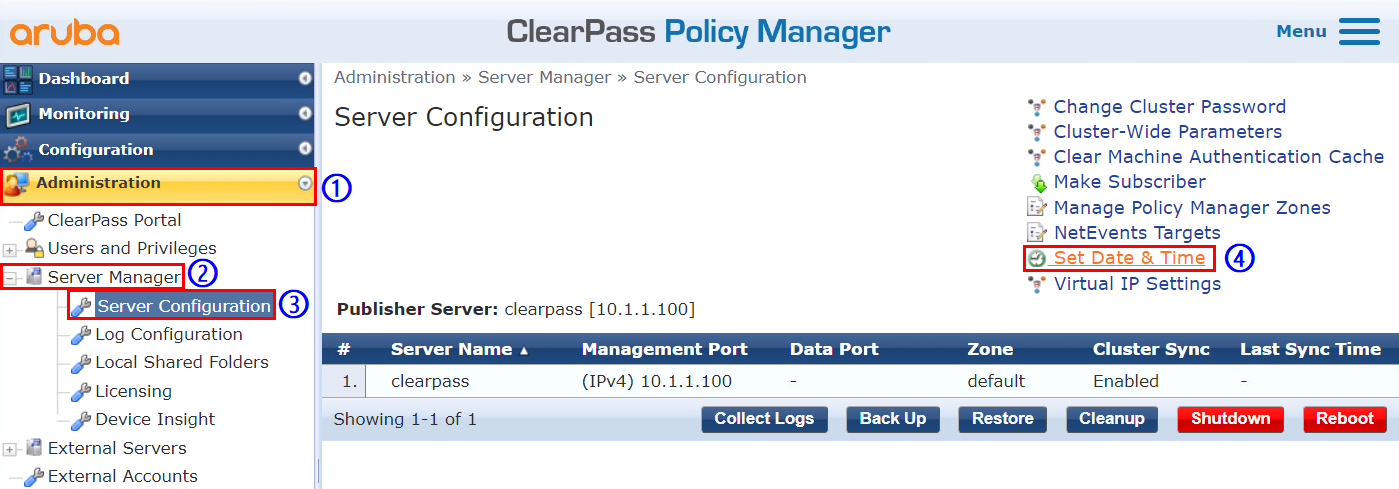 aruba
ClearPass Policy Manager
Menu
Dashboard
Monitoring
Configuration
Administration
1
ClearPass Portal
Users and Privileges
Server Manager
2
Server Configuration
3
Log Configuration
Local Shared Folders
Licensing
Device Insight
External Servers
External Accounts
Administration » Server Manager » Server Configuration
Server Configuration
Change Cluster Password
Cluster-Wide Parameters
Clear Machine Authentication Cache
Make Subscriber
Manage Policy Manager Zones
NetEvents Targets
Set Date & Time
4
Virtual IP Settings
Publisher Server: clearpass [10.1.1.100]
# Server Name ▲ Management Port Data Port Zone Cluster Sync Last Sync Time
1. clearpass (IPv4) 10.1.1.100 - default Enabled -
Showing 1-1 of 1 Collect Logs Back Up Restore Cleanup Shutdown Reboot